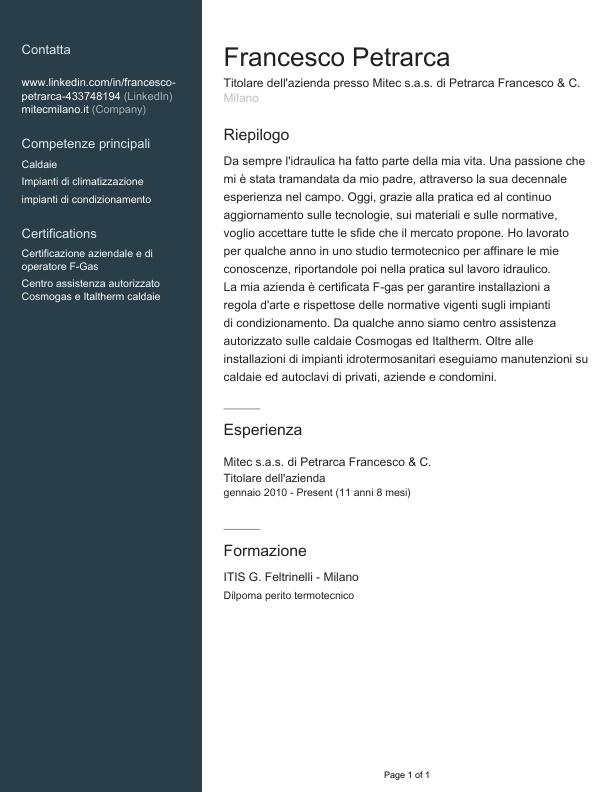 Contatta
www.linkedin.com/in/francesco-
petrarca-433748194 (LinkedIn)
mitecmilano.it (Company)
Competenze principali
Caldaie
Impianti di climatizzazione
impianti di condizionamento
Certifications
Certificazione aziendale e di
operatore F-Gas
Centro assistenza autorizzato
Cosmogas e Italtherm caldaie
Francesco Petrarca
Titolare dell'azienda presso Mitec s.a.s. di Petrarca Francesco & C.
Milano
Riepilogo
Da sempre l'idraulica ha fatto parte della mia vita. Una passione che
mi è stata tramandata da mio padre, attraverso la sua decennale
esperienza nel campo. Oggi, grazie alla pratica ed al continuo
aggiornamento sulle tecnologie, sui materiali e sulle normative,
voglio accettare tutte le sfide che il mercato propone. Ho lavorato
per qualche anno in uno studio termotecnico per affinare le mie
conoscenze, riportandole poi nella pratica sul lavoro idraulico.
La mia azienda è certificata F-gas per garantire installazioni a
regola d'arte e rispettose delle normative vigenti sugli impianti
di condizionamento. Da qualche anno siamo centro assistenza
autorizzato sulle caldaie Cosmogas ed Italtherm. Oltre alle
installazioni di impianti idrotermosanitari eseguiamo manutenzioni su
caldaie ed autoclavi di privati, aziende e condomini.
Esperienza
Mitec s.a.s. di Petrarca Francesco & C.
Titolare dell'azienda
gennaio 2010 - Present (11 anni 8 mesi)
Formazione
ITIS G. Feltrinelli - Milano
Dilpoma perito termotecnico
Page 1 of 1